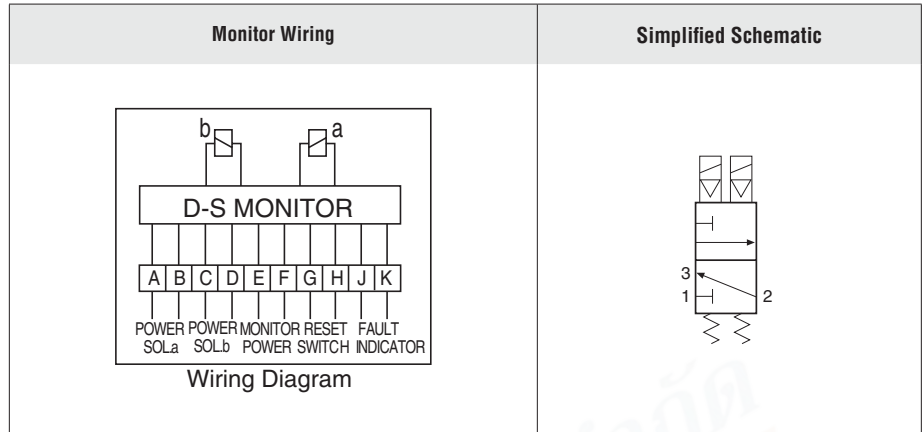 Monitor Wiring
Simplified Schematic
b
a
D-S MONITOR
A B C D E F G H J K
POWER POWER MONITOR RESET FAULT
SOL.a SOL.b POWER SWITCH INDICATOR
Wiring Diagram
3
1
2